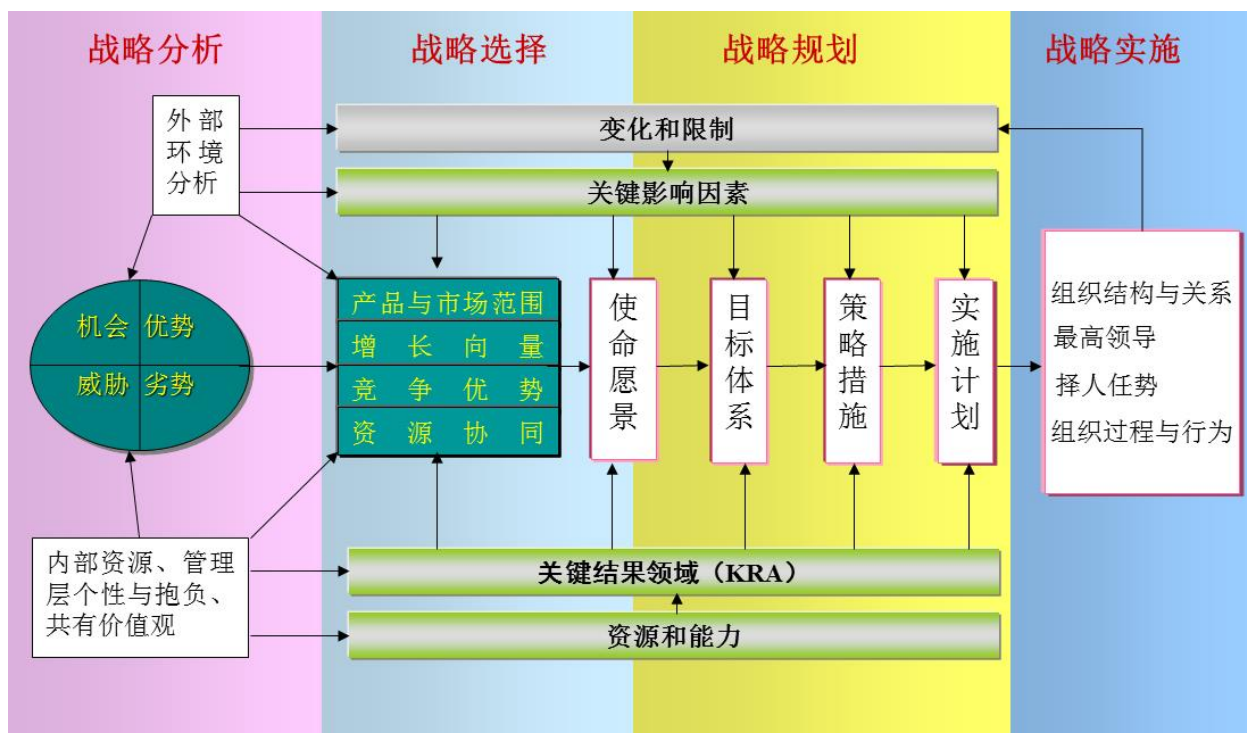 战略分析
战略选择
战略规划
战略实施
外部
环境
分析
变化和限制
关键影响因素
机会 优势
威胁 劣势
产品与市场范围
增长向量
竞争优势
资源协同
使命愿景
目标体系
策略措施
实施计划
组织结构与关系
最高领导
择人任势
组织过程与行为
内部资源、管理
层个性与抱负、
共有价值观
关键结果领域（KRA）
资源和能力